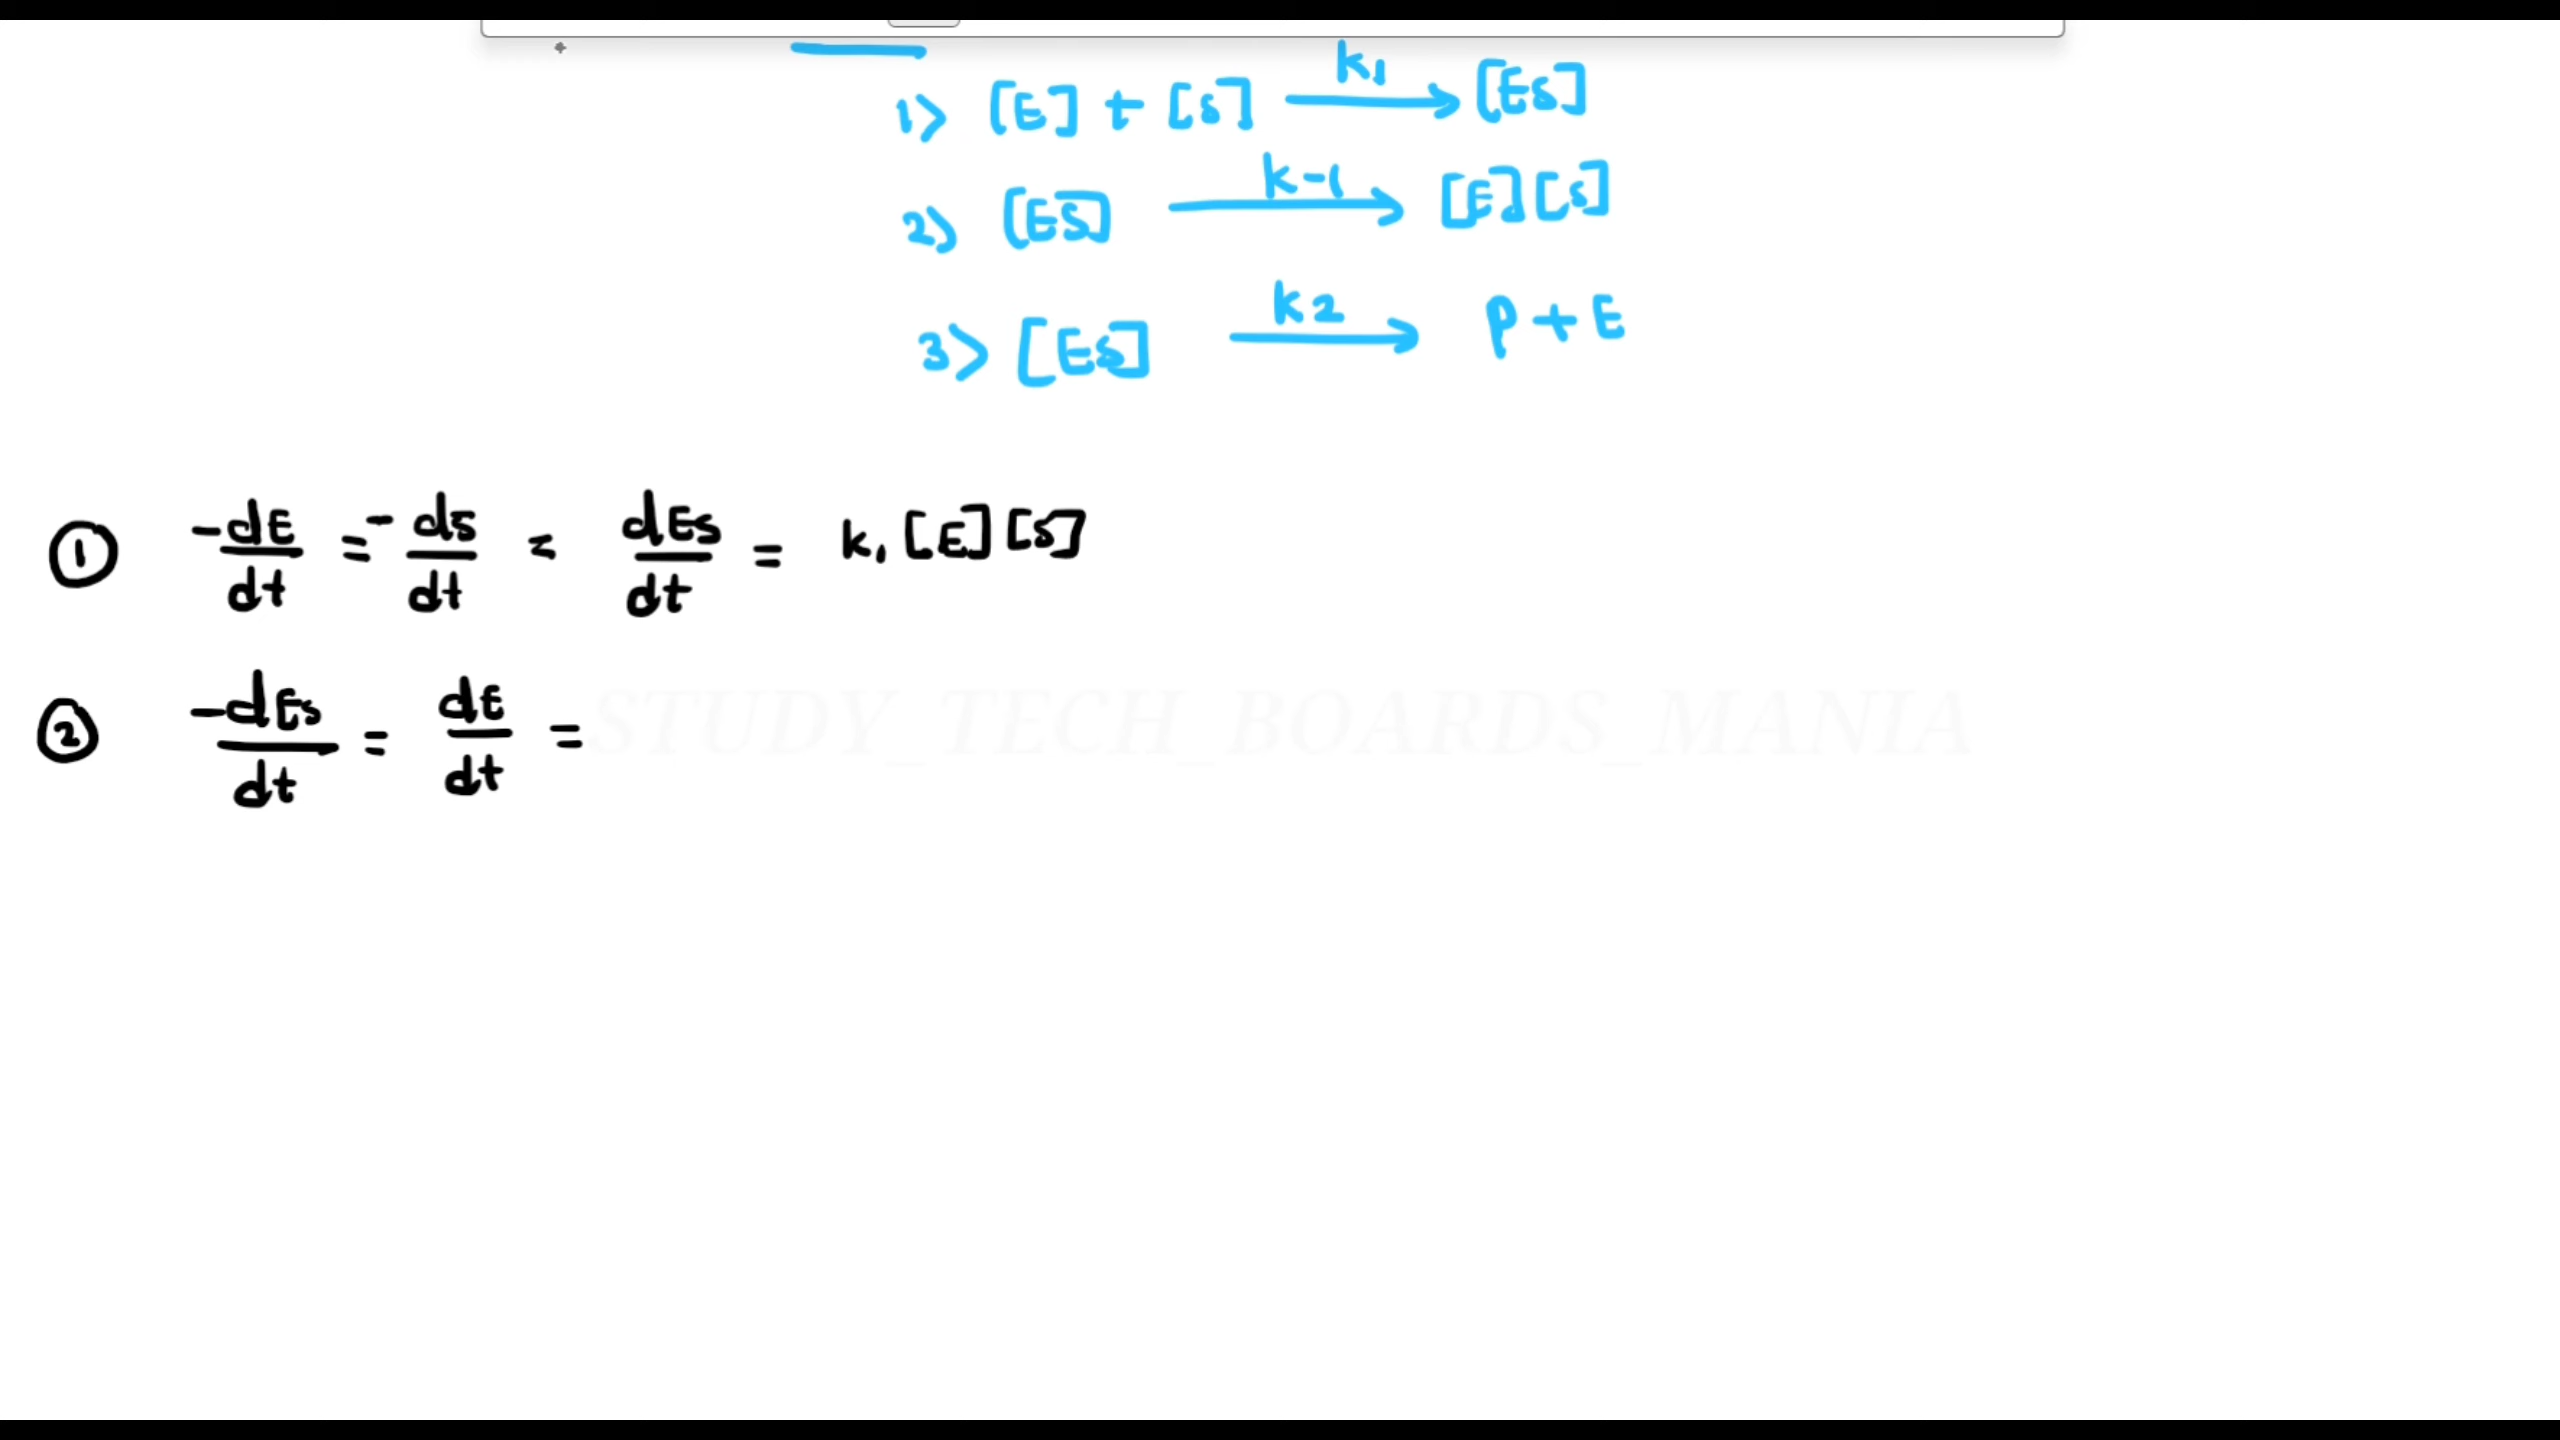 1> [E] + [S] k1 → [ES]
2) [ES] k-1 → [E][S]
3> [ES] k2 → P + E
① -dE/dt = - ds/dt = dEs/dt = k1[E][S]
② -dEs/dt = dE/dt =
STUDY_TECH_BOARDS_MANIA